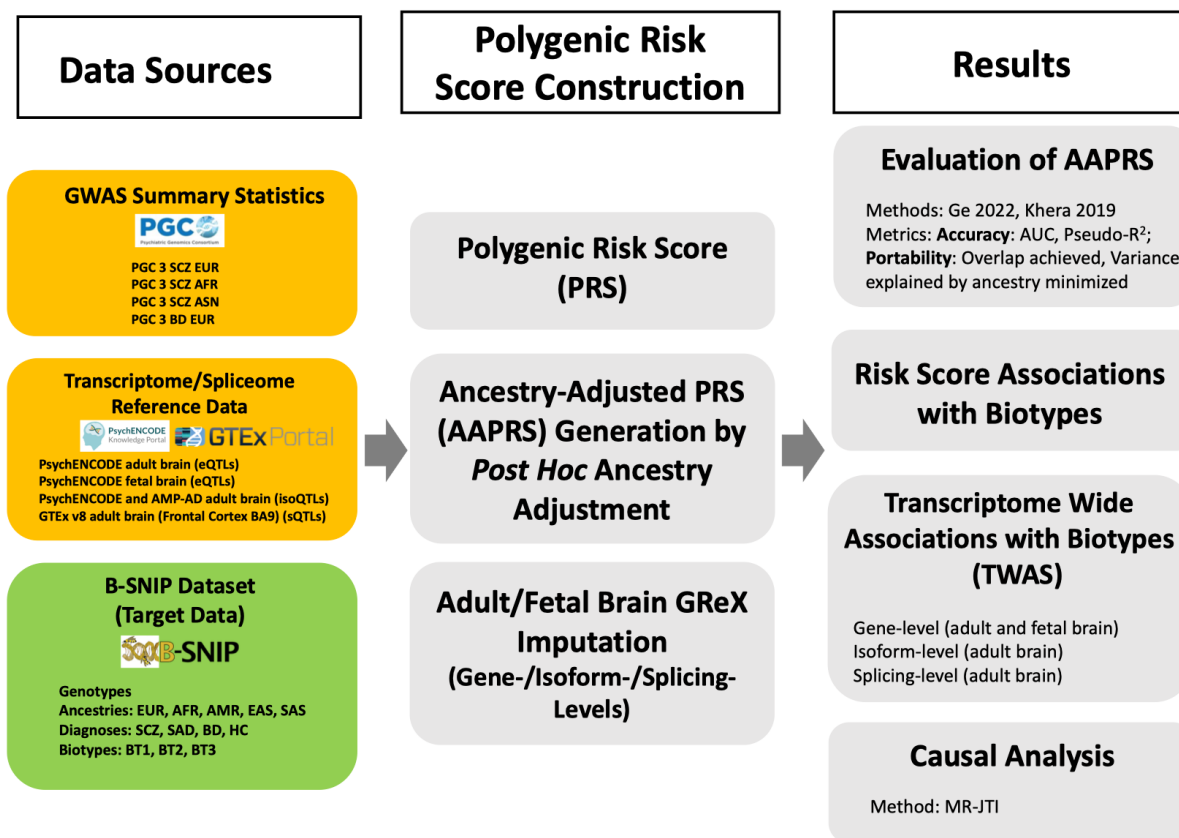 Data Sources
GWAS Summary Statistics
PGC
Psychiatric Genomics Consortium
PGC 3 SCZ EUR
PGC 3 SCZ AFR
PGC 3 SCZ ASN
PGC 3 BD EUR
Transcriptome/Spliceome
Reference Data
PsychENCODE
Knowledge Portal
GTExPortal
PsychENCODE adult brain (eQTLs)
PsychENCODE fetal brain (eQTLs)
PsychENCODE and AMP-AD adult brain (isoQTLs)
GTEx v8 adult brain (Frontal Cortex BA9) (sQTLs)
B-SNIP Dataset
(Target Data)
B-SNIP
Genotypes
Ancestries: EUR, AFR, AMR, EAS, SAS
Diagnoses: SCZ, SAD, BD, HC
Biotypes: BT1, BT2, BT3
Polygenic Risk
Score Construction
Polygenic Risk Score
(PRS)
Ancestry-Adjusted PRS
(AAPRS) Generation by
Post Hoc Ancestry
Adjustment
Adult/Fetal Brain GReX
Imputation
(Gene-/Isoform-/Splicing-
Levels)
Results
Evaluation of AAPRS
Methods: Ge 2022, Khera 2019
Metrics: Accuracy: AUC, Pseudo-R²;
Portability: Overlap achieved, Variance
explained by ancestry minimized
Risk Score Associations
with Biotypes
Transcriptome Wide
Associations with Biotypes
(TWAS)
Gene-level (adult and fetal brain)
Isoform-level (adult brain)
Splicing-level (adult brain)
Causal Analysis
Method: MR-JTI